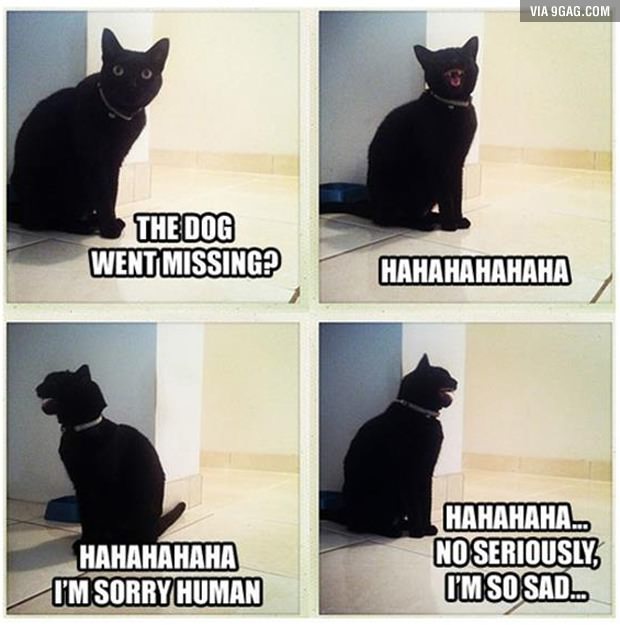 VIA 9GAG.COM
THE DOG
WENT MISSING?
HAHAHAHAHAHA
HAHAHAHAHA
I'M SORRY HUMAN
HAHAHAHA...
NO SERIOUSLY,
I'M SO SAD...